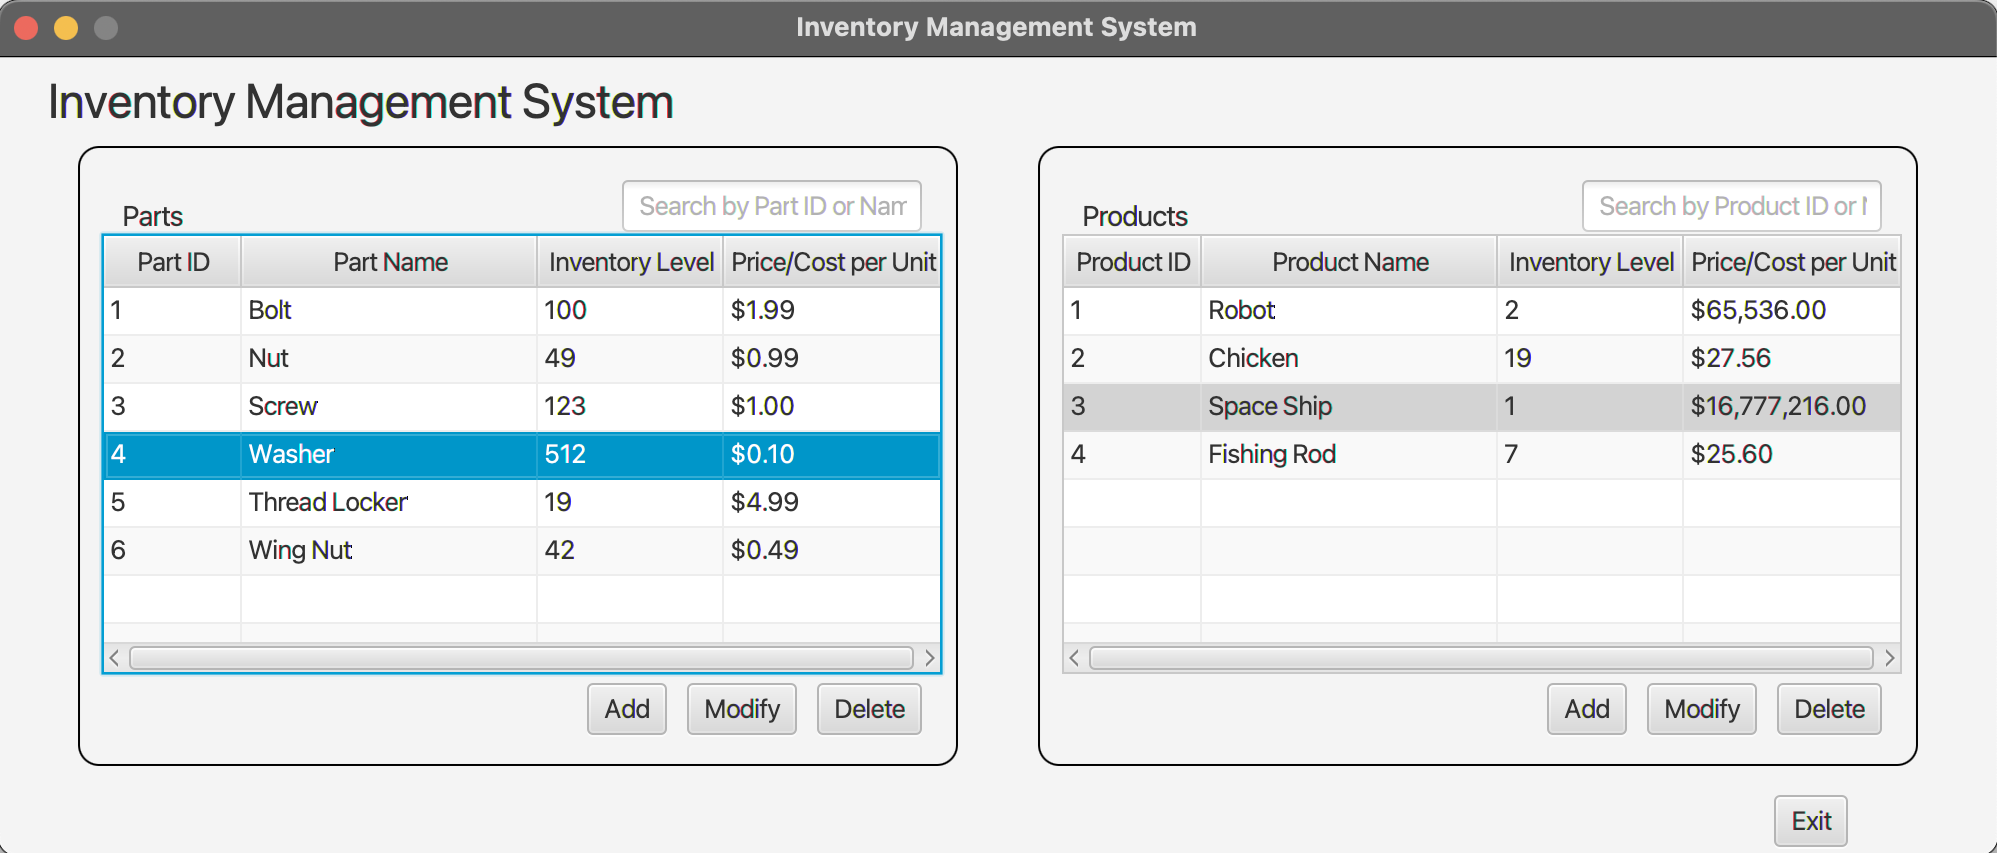 Inventory Management System
Inventory Management System
Parts
Search by Part ID or Nam
Part ID Part Name Inventory Level Price/Cost per Unit
1 Bolt 100 $1.99
2 Nut 49 $0.99
3 Screw 123 $1.00
4 Washer 512 $0.10
5 Thread Locker 19 $4.99
6 Wing Nut 42 $0.49
Add Modify Delete
Products
Search by Product ID or
Product ID Product Name Inventory Level Price/Cost per Unit
1 Robot 2 $65,536.00
2 Chicken 19 $27.56
3 Space Ship 1 $16,777,216.00
4 Fishing Rod 7 $25.60
Add Modify Delete
Exit